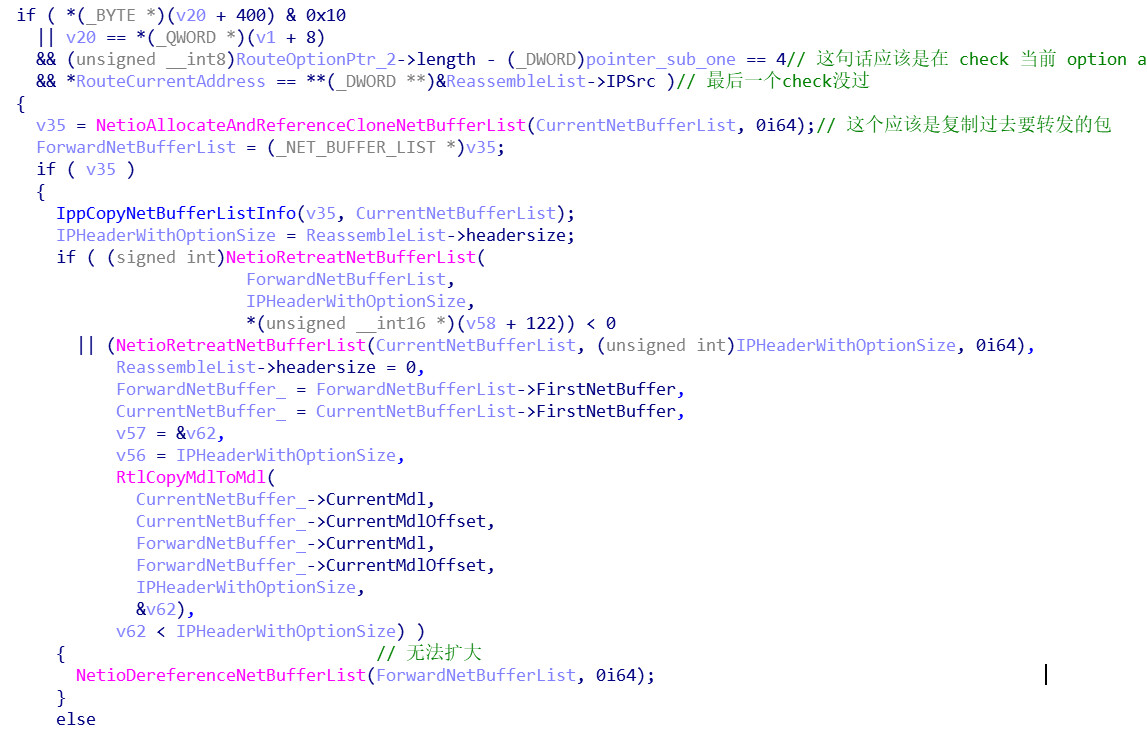 if ( *(_BYTE *)(v20 + 400) & 0x10
|| v20 == *(_QWORD *)(v1 + 8)
&& (unsigned __int8)RouteOptionPtr_2->length - (_DWORD)pointer_sub_one == 4// 这句话应该是在 check 当前 option a
&& *RouteCurrentAddress == **(_DWORD **)&ReassembleList->IPSrc )// 最后一个check没过
{
v35 = NetioAllocateAndReferenceCloneNetBufferList(CurrentNetBufferList, 0i64);// 这个应该是复制过去要转发的包
ForwardNetBufferList = (_NET_BUFFER_LIST *)v35;
if ( v35 )
{
IppCopyNetBufferListInfo(v35, CurrentNetBufferList);
IPHeaderWithOptionSize = ReassembleList->headersize;
if ( (signed int)NetioRetreatNetBufferList(
ForwardNetBufferList,
IPHeaderWithOptionSize,
*(unsigned __int16 *)(v58 + 122)) < 0
|| (NetioRetreatNetBufferList(CurrentNetBufferList, (unsigned int)IPHeaderWithOptionSize, 0i64),
ReassembleList->headersize = 0,
ForwardNetBuffer_ = ForwardNetBufferList->FirstNetBuffer,
CurrentNetBuffer_ = CurrentNetBufferList->FirstNetBuffer,
v57 = &v62,
v56 = IPHeaderWithOptionSize,
RtlCopyMdlToMdl(
CurrentNetBuffer_->CurrentMdl,
CurrentNetBuffer_->CurrentMdlOffset,
ForwardNetBuffer_->CurrentMdl,
ForwardNetBuffer_->CurrentMdlOffset,
IPHeaderWithOptionSize,
&v62),
v62 < IPHeaderWithOptionSize) )
{ // 无法扩大
NetioDereferenceNetBufferList(ForwardNetBufferList, 0i64);
}
else